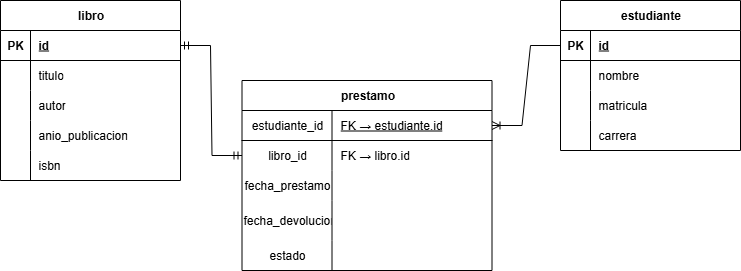 libro
PK id
titulo
autor
anio_publicacion
isbn
prestamo
estudiante_id FK → estudiante.id
libro_id FK → libro.id
fecha_prestamo
fecha_devolucio
estado
estudiante
PK id
nombre
matricula
carrera